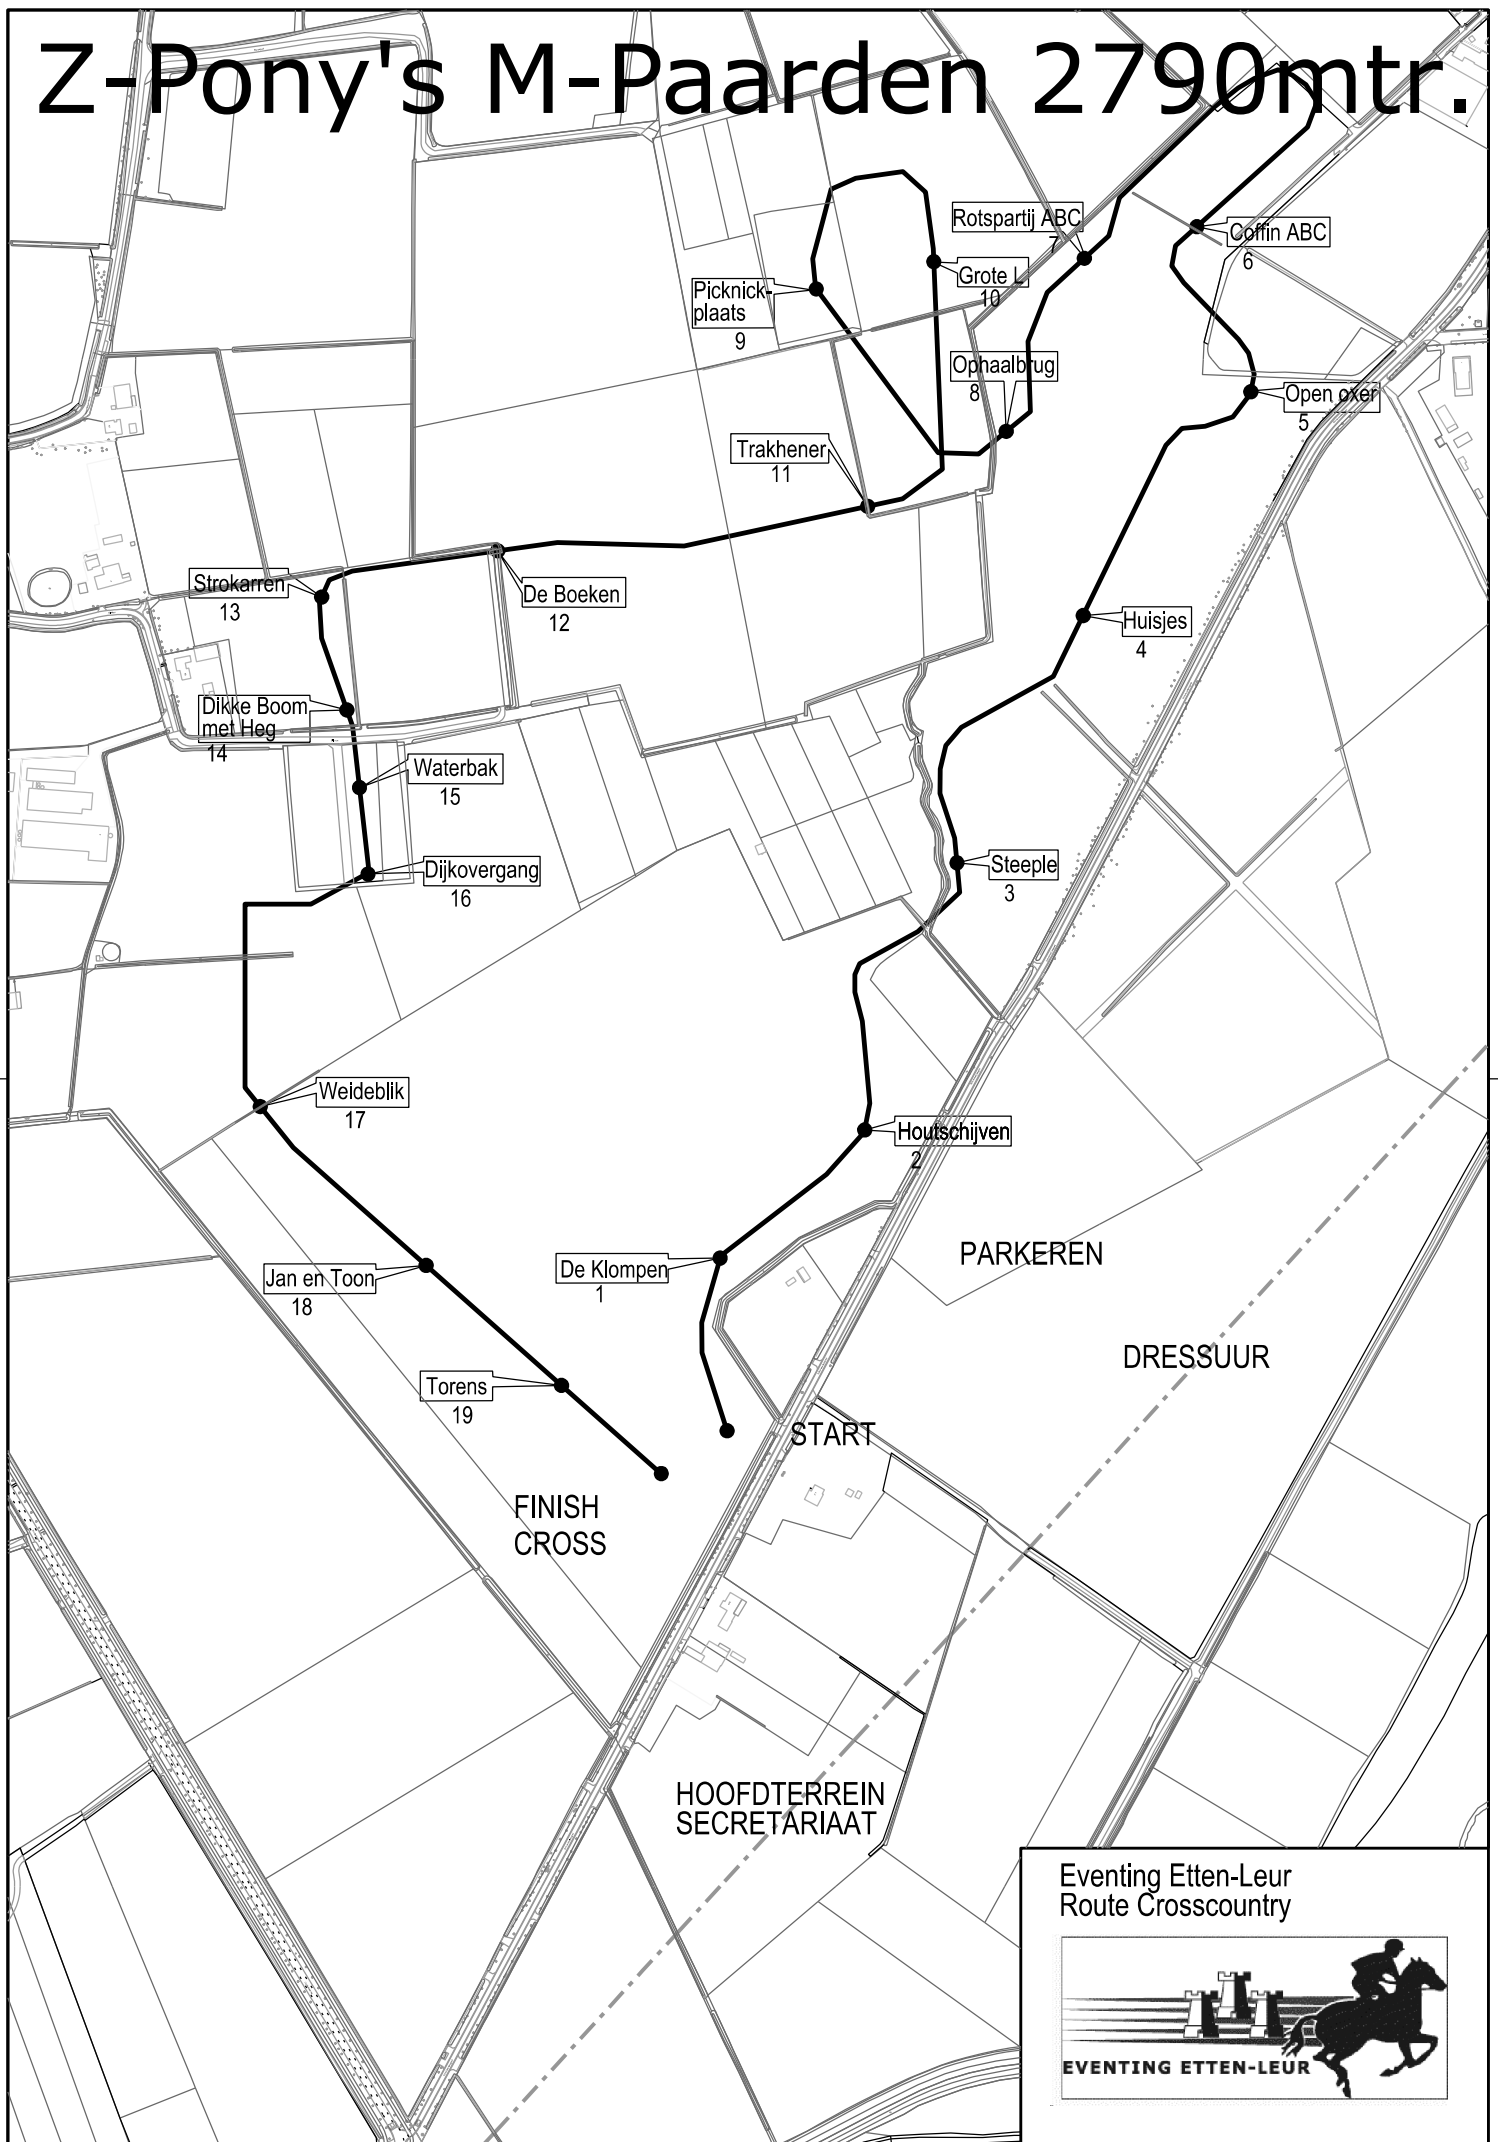 Z-Pony's M-Paarden 2790mtr.
Rotspartij ABC
7
Coffin ABC
6
Grote L
10
Picknick-
plaats
9
Ophaalbrug
8
Open oxer
5
Trakhener
11
Strokarren
13
De Boeken
12
Huisjes
4
Dikke Boom
met Heg
14
Waterbak
15
Dijkovergang
16
Steeple
3
Weideblik
17
Houtschijven
2
Jan en Toon
18
De Klompen
1
PARKEREN
DRESSUUR
Torens
19
START
FINISH
CROSS
HOOFDTERREIN
SECRETARIAAT
Eventing Etten-Leur
Route Crosscountry
EVENTING ETTEN-LEUR